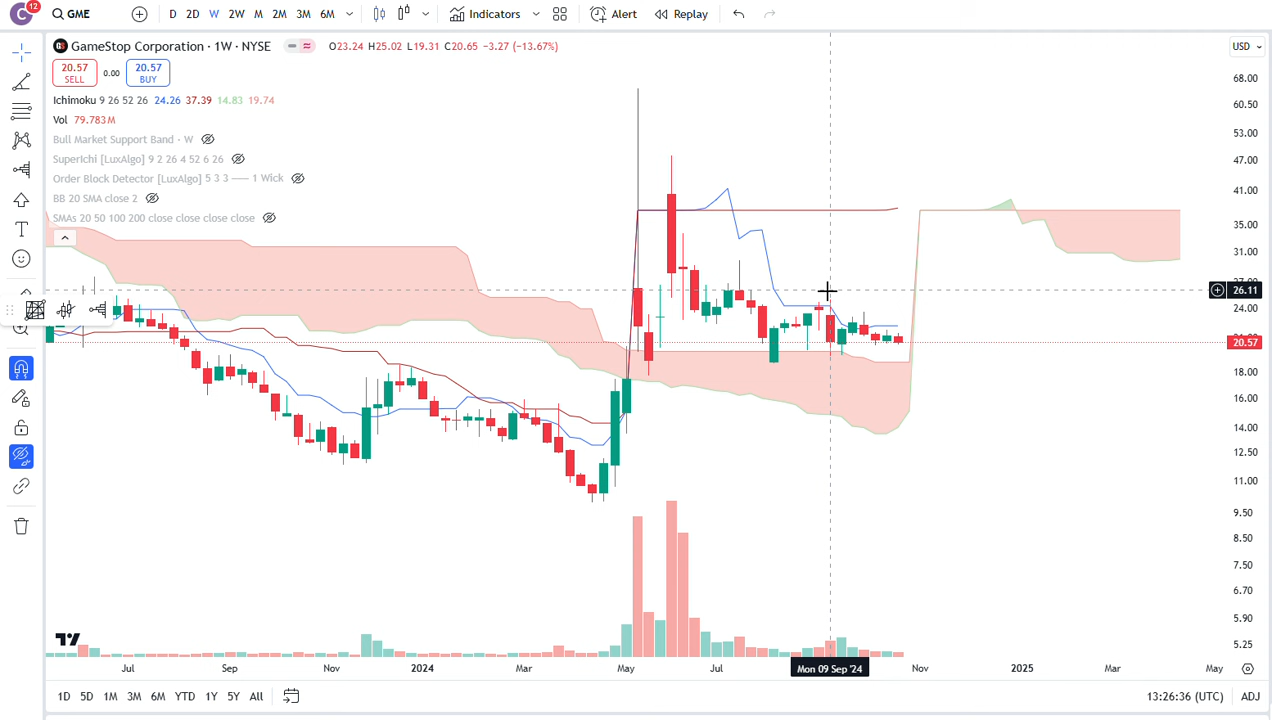 C 12 GME D 2D W 2W M 2M 3M 6M Indicators Alert Replay
GameStop Corporation · 1W · NYSE O23.24 H25.02 L19.31 C20.65 −3.27 (−13.67%) USD
20.57 SELL 0.00 20.57 BUY
Ichimoku 9 26 52 26 24.26 37.39 14.83 19.74
Vol 79.783M
Bull Market Support Band · W
SuperIchi [LuxAlgo] 9 2 26 4 52 6 26
Order Block Detector [LuxAlgo] 5 3 3 —— 1 Wick
BB 20 SMA close 2
SMAs 20 50 100 200 close close close close
68.00
60.50
53.00
47.00
41.00
35.00
31.00
26.11
24.00
20.57
18.00
16.00
14.00
12.50
11.00
9.50
8.50
7.50
6.70
5.90
5.25
Jul Sep Nov 2024 Mar May Jul Mon 09 Sep '24 Nov 2025 Mar May
1D 5D 1M 3M 6M YTD 1Y 5Y All 13:26:36 (UTC) ADJ